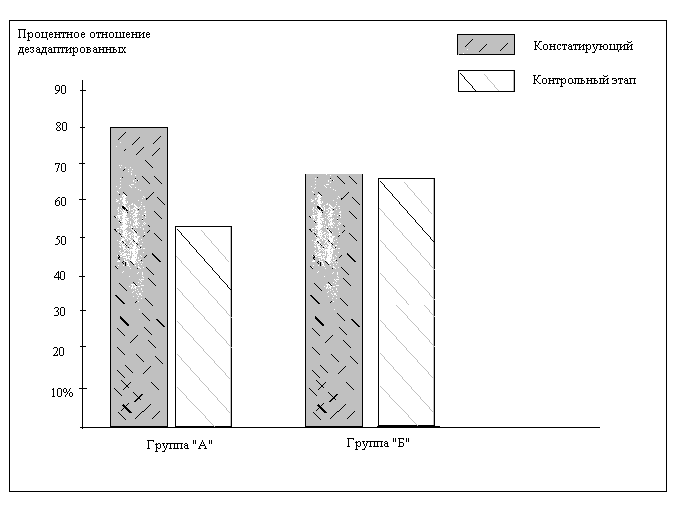 Процентное отношение
дезадаптированных
Констатирующий
Контрольный этап
90
80
70
60
50
40
30
20
10%
Группа "А"
Группа "Б"